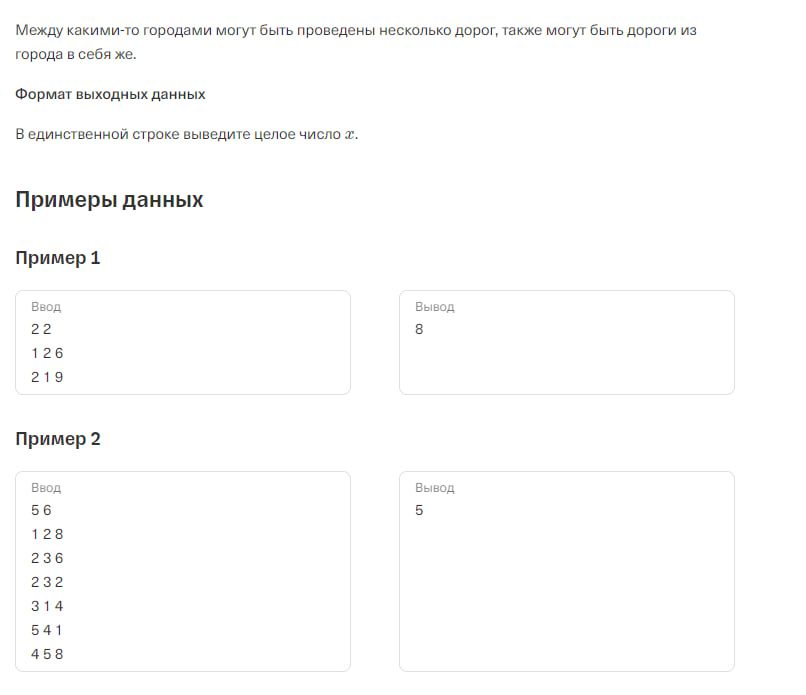 Между какими-то городами могут быть проведены несколько дорог, также могут быть дороги из
города в себя же.
Формат выходных данных
В единственной строке выведите целое число x.
Примеры данных
Пример 1
Ввод
2 2
1 2 6
2 1 9
Вывод
8
Пример 2
Ввод
5 6
1 2 8
2 3 6
2 3 2
3 1 4
5 4 1
4 5 8
Вывод
5